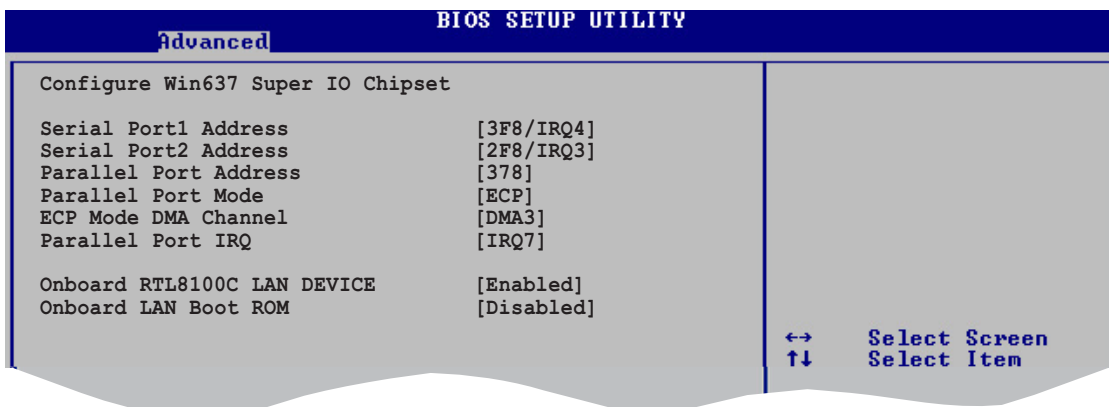 BIOS SETUP UTILITY
Advanced
Configure Win637 Super IO Chipset
Serial Port1 Address [3F8/IRQ4]
Serial Port2 Address [2F8/IRQ3]
Parallel Port Address [378]
Parallel Port Mode [ECP]
ECP Mode DMA Channel [DMA3]
Parallel Port IRQ [IRQ7]
Onboard RTL8100C LAN DEVICE [Enabled]
Onboard LAN Boot ROM [Disabled]
←→ Select Screen
↑↓ Select Item